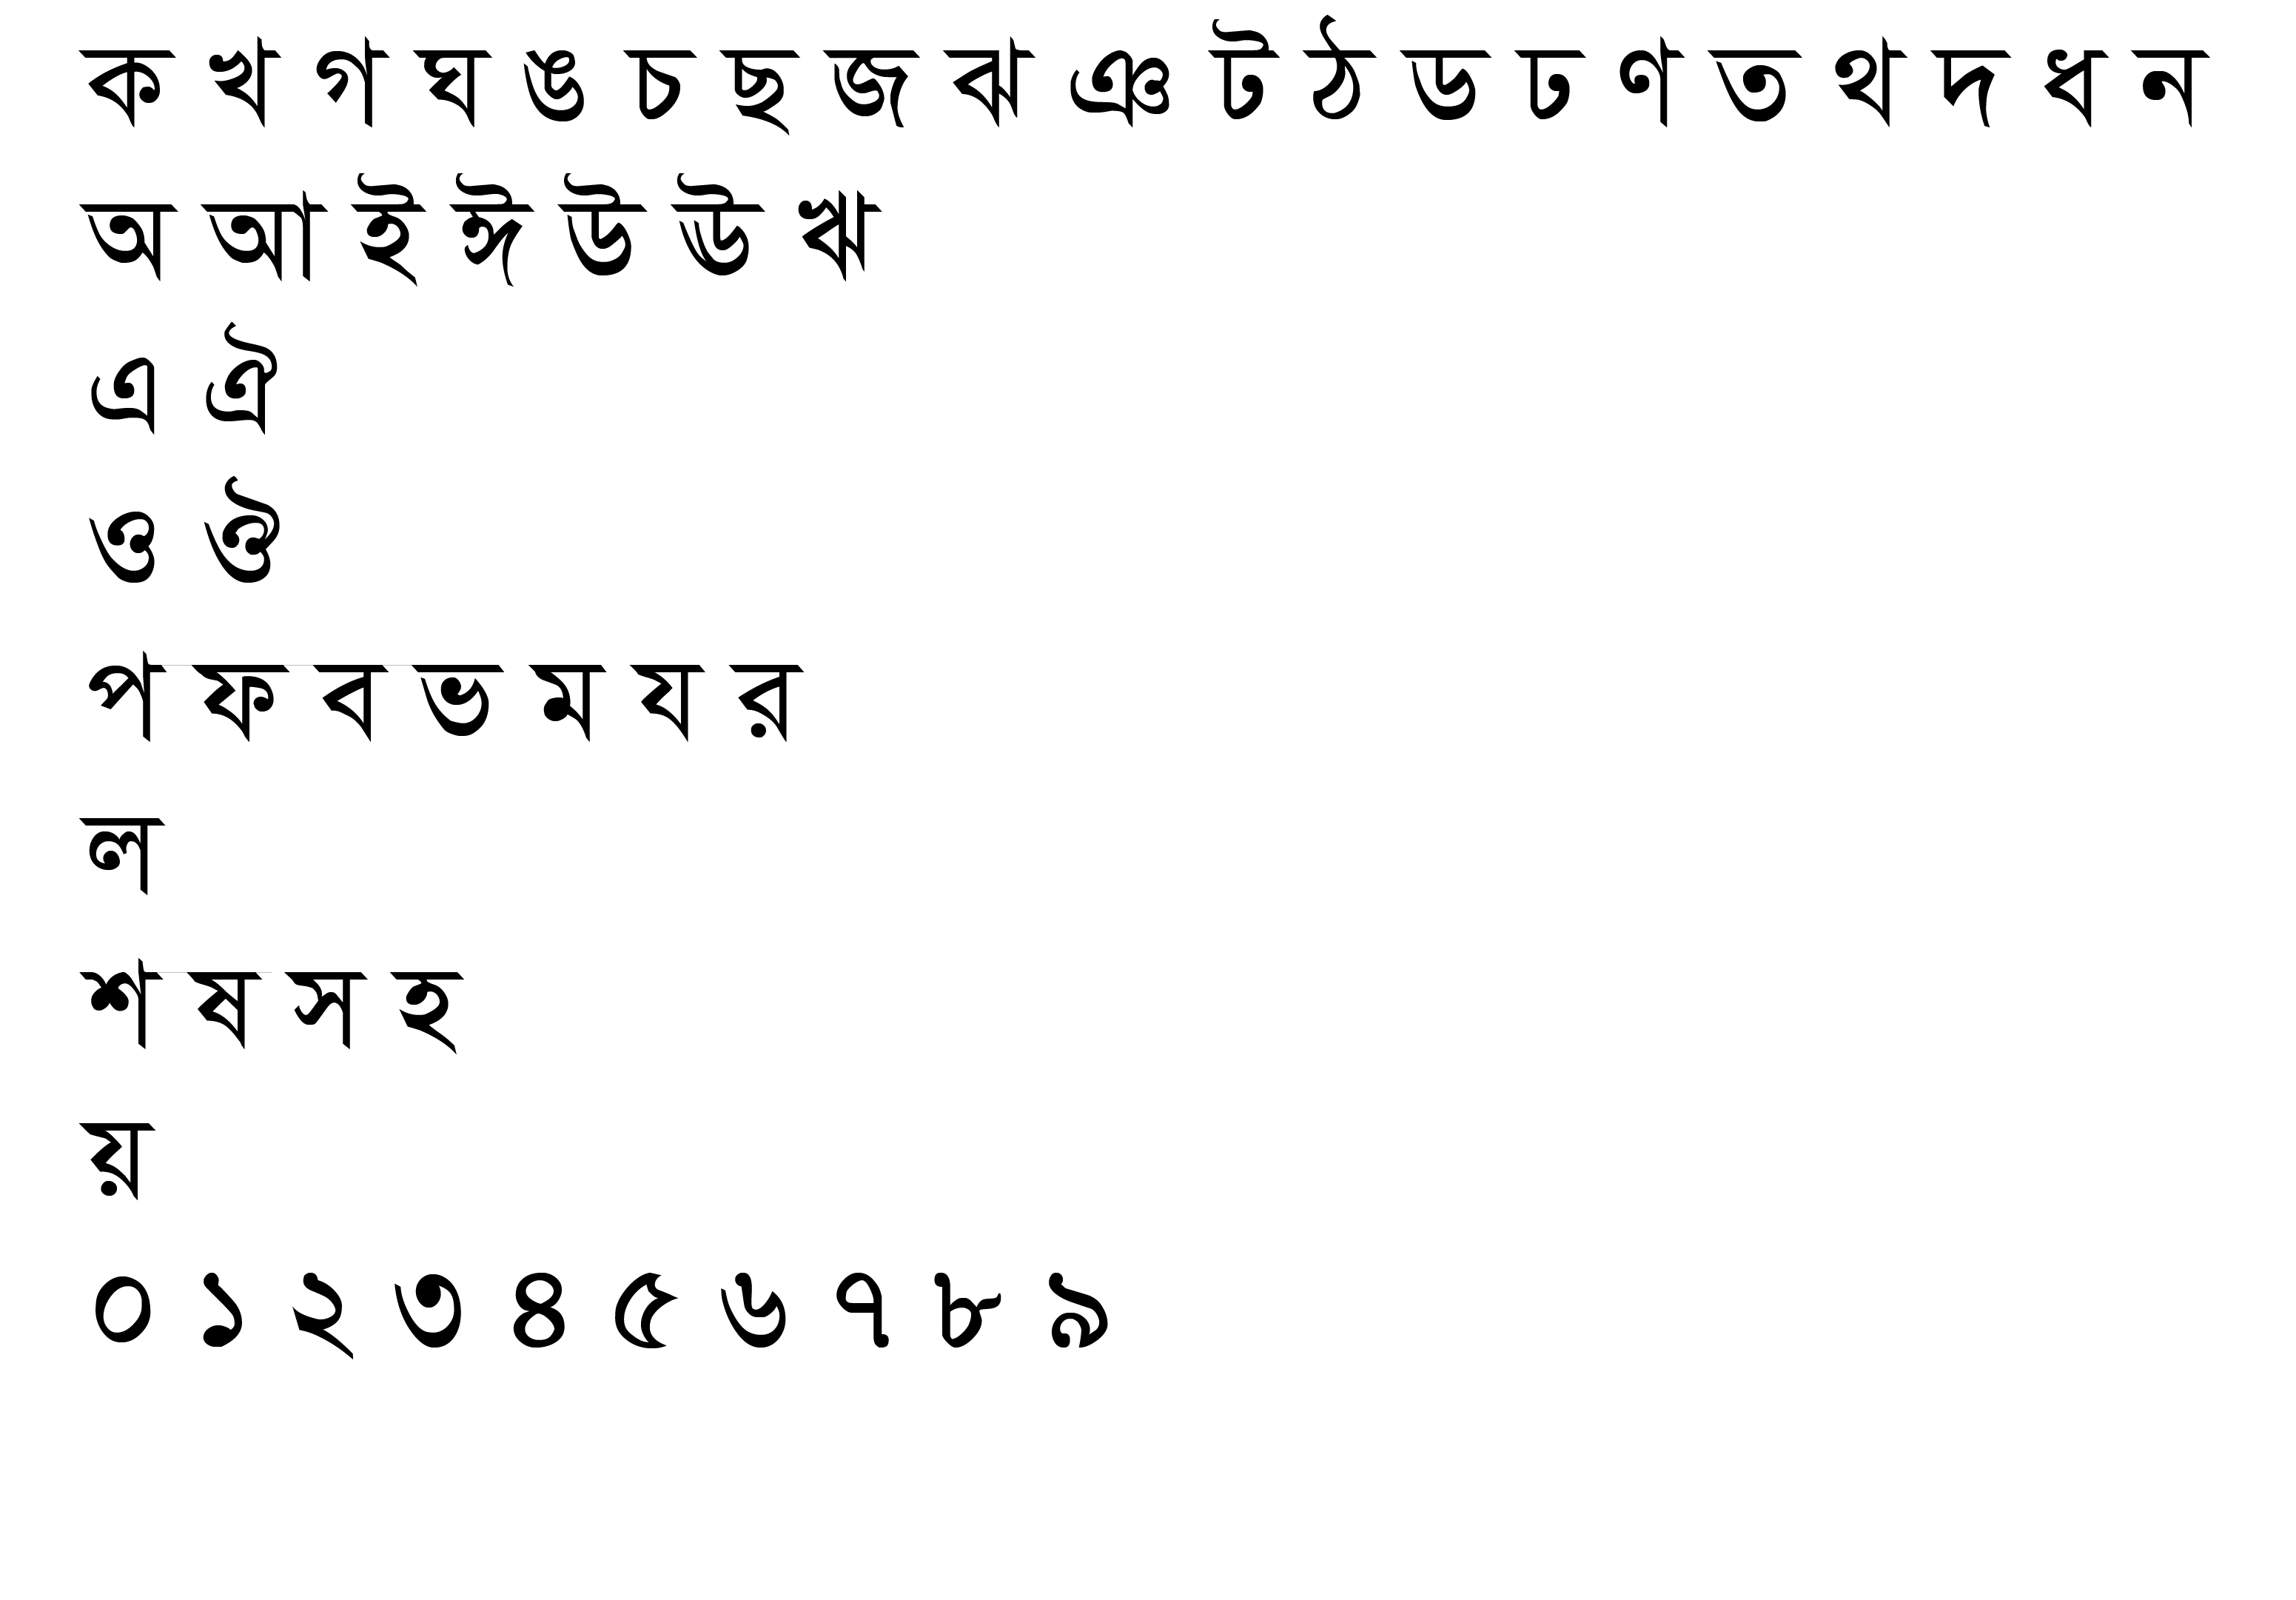 ক খ গ ঘ ঙ চ ছ জ ঝ ঞ ট ঠ ড ঢ ণ ত থ দ ধ ন
অ আ ই ঈ উ ঊ ঋ
এ ঐ
ও ঔ
প ফ ব ভ ম য র
ল
শ ষ স হ
য়
০ ১ ২ ৩ ৪ ৫ ৬ ৭ ৮ ৯